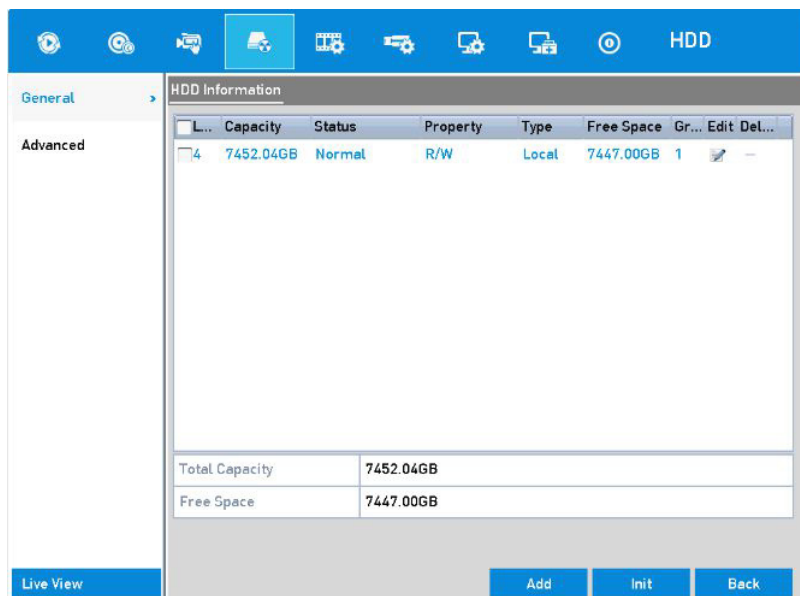 HDD
General
HDD Information
Advanced
L... Capacity Status Property Type Free Space Gr... Edit Del...
4 7452.04GB Normal R/W Local 7447.00GB 1 —
Total Capacity 7452.04GB
Free Space 7447.00GB
Live View Add Init Back